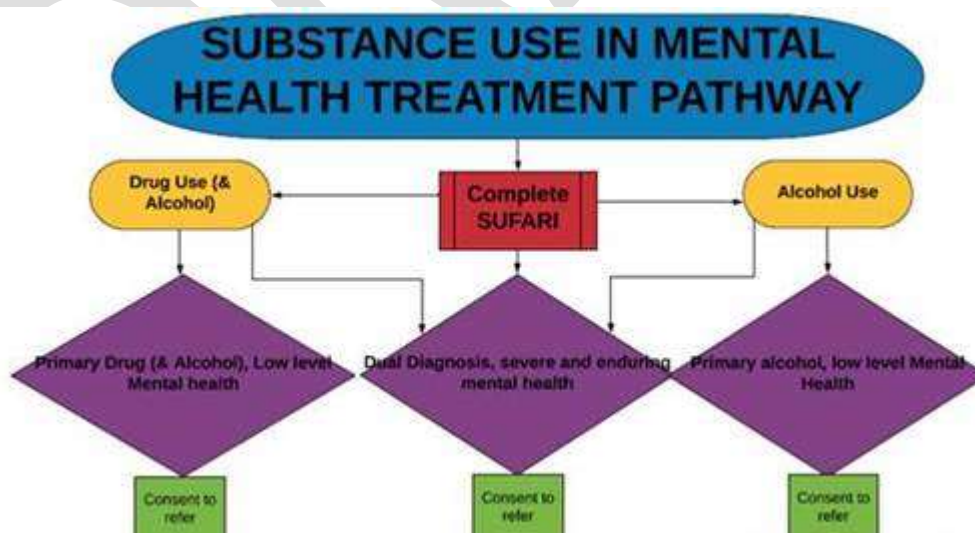 SUBSTANCE USE IN MENTAL
HEALTH TREATMENT PATHWAY
Drug Use (&
Alcohol)
Complete
SUFARI
Alcohol Use
Primary Drug (& Alcohol), Low level
Mental health
Dual Diagnosis, severe and enduring
mental health
Primary alcohol, low level Mental
Health
Consent to
refer
Consent to
refer
Consent to
refer